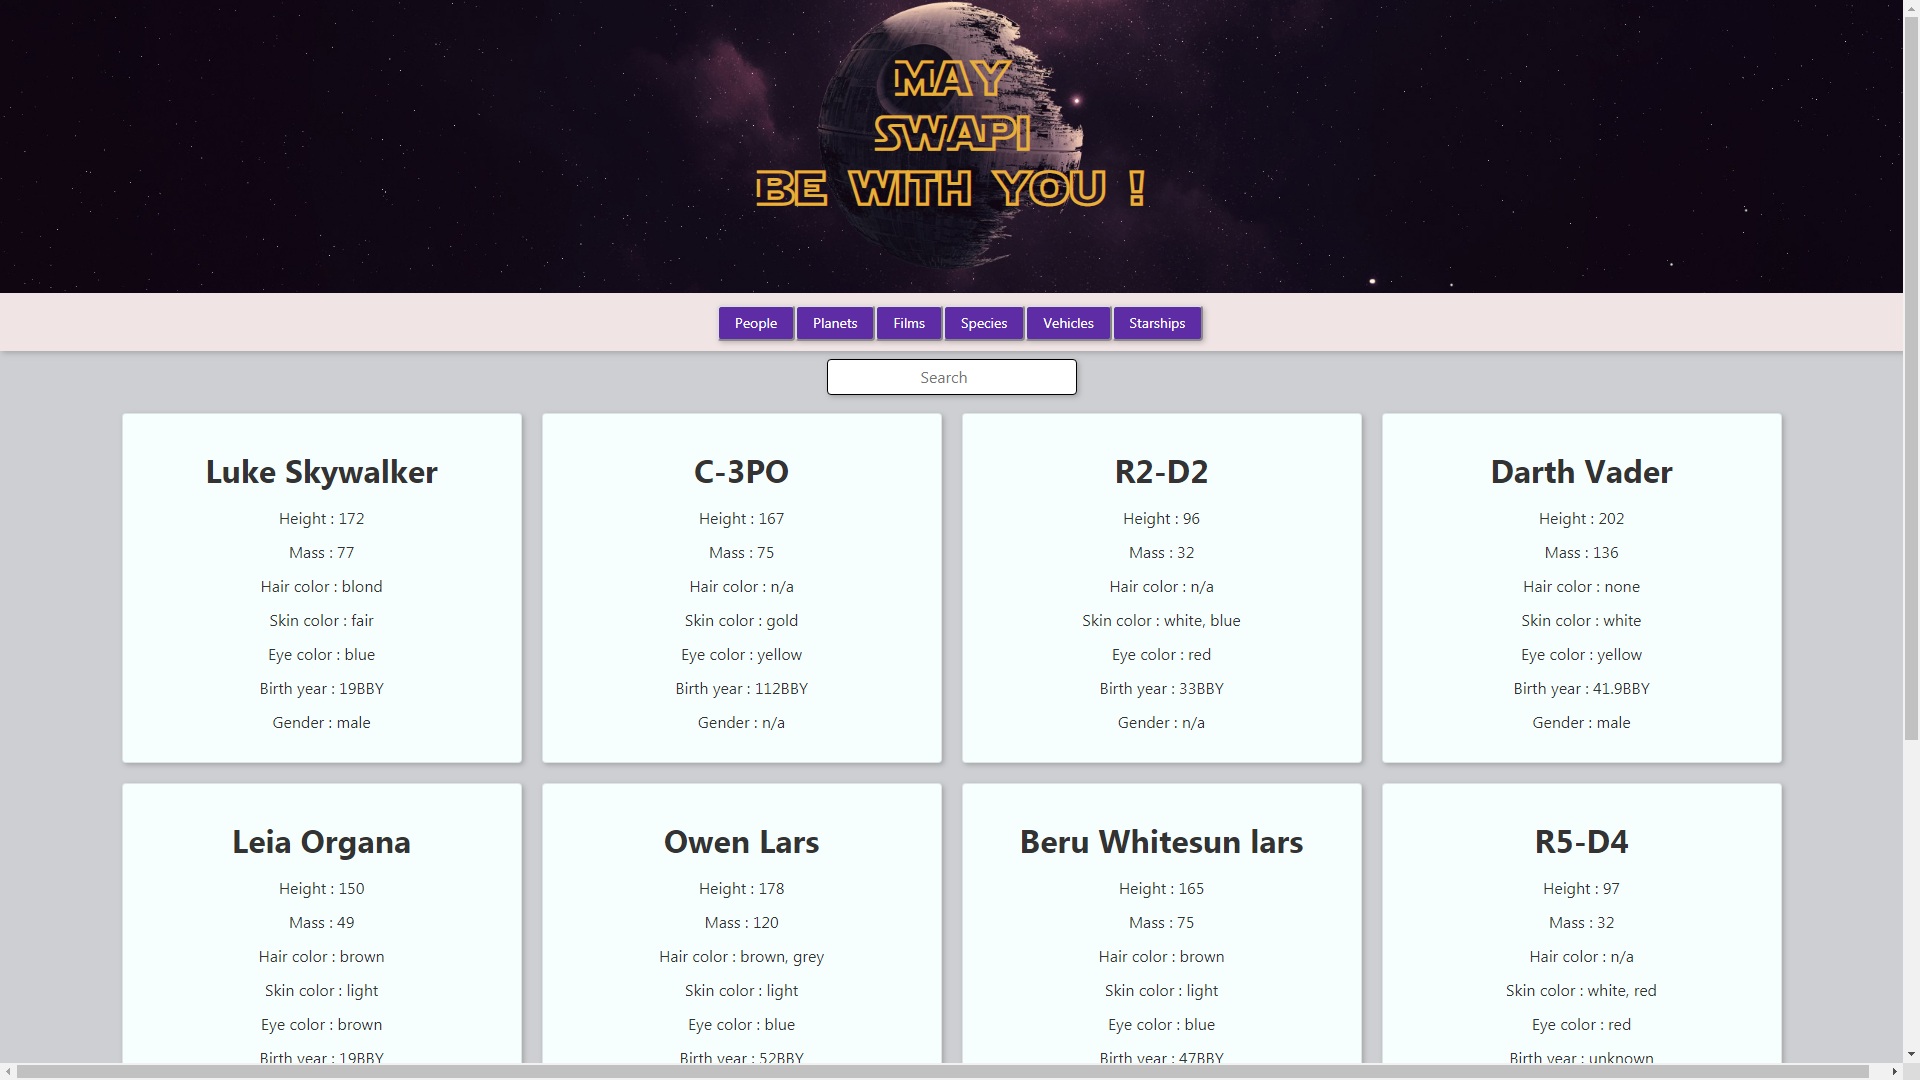 MAY
SWAPI
BE WITH YOU !
People Planets Films Species Vehicles Starships
Search
Luke Skywalker
Height : 172
Mass : 77
Hair color : blond
Skin color : fair
Eye color : blue
Birth year : 19BBY
Gender : male
C-3PO
Height : 167
Mass : 75
Hair color : n/a
Skin color : gold
Eye color : yellow
Birth year : 112BBY
Gender : n/a
R2-D2
Height : 96
Mass : 32
Hair color : n/a
Skin color : white, blue
Eye color : red
Birth year : 33BBY
Gender : n/a
Darth Vader
Height : 202
Mass : 136
Hair color : none
Skin color : white
Eye color : yellow
Birth year : 41.9BBY
Gender : male
Leia Organa
Height : 150
Mass : 49
Hair color : brown
Skin color : light
Eye color : brown
Birth year : 19BBY
Owen Lars
Height : 178
Mass : 120
Hair color : brown, grey
Skin color : light
Eye color : blue
Birth year : 52BBY
Beru Whitesun lars
Height : 165
Mass : 75
Hair color : brown
Skin color : light
Eye color : blue
Birth year : 47BBY
R5-D4
Height : 97
Mass : 32
Hair color : n/a
Skin color : white, red
Eye color : red
Birth year : unknown